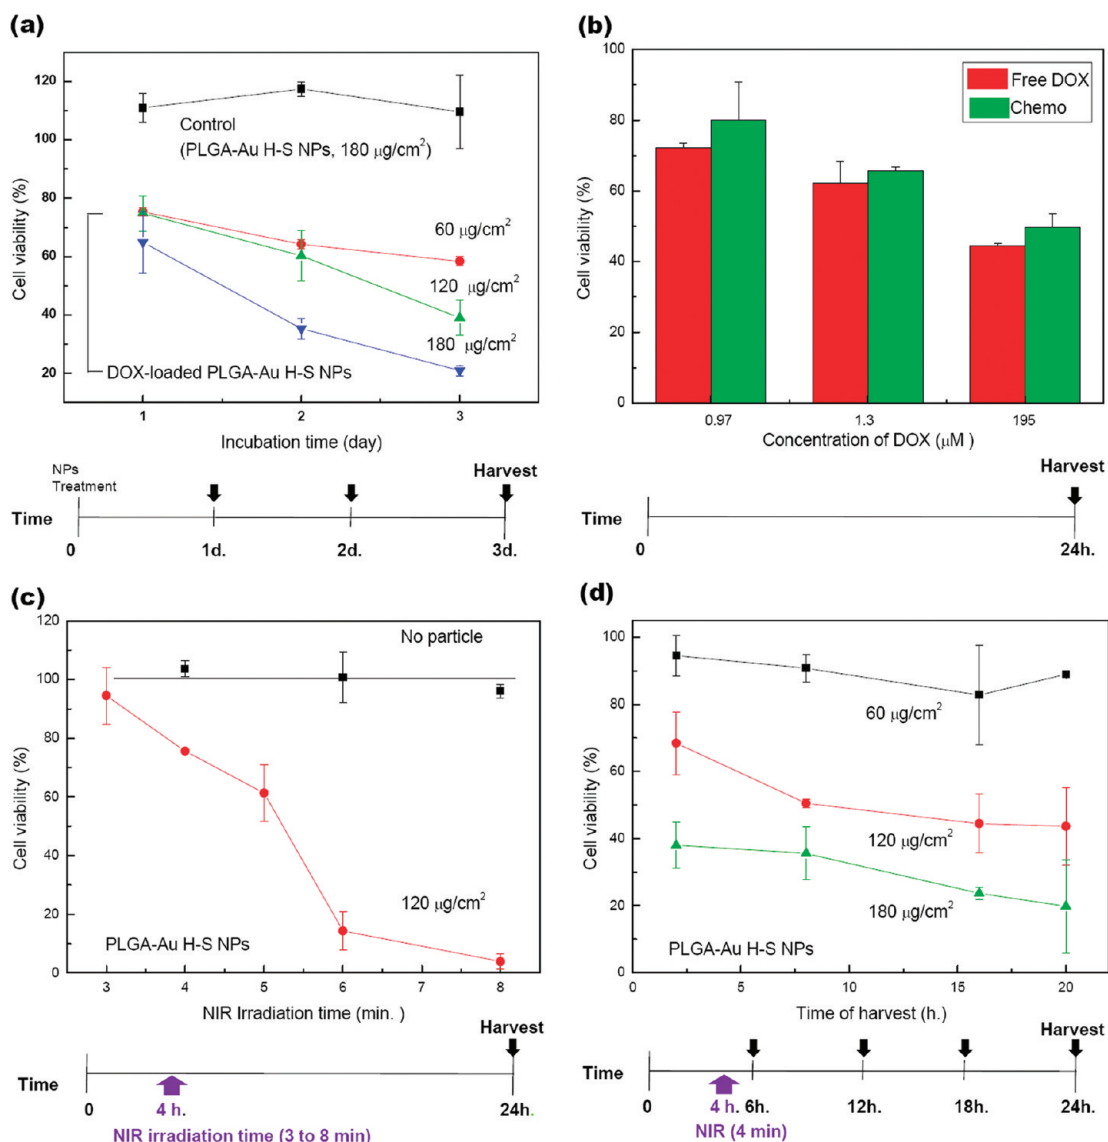 (a)
120
100
80
60
40
20
Cell viability (%)
Control
(PLGA-Au H-S NPs, 180 μg/cm²)
60 μg/cm²
120 μg/cm²
180 μg/cm²
DOX-loaded PLGA-Au H-S NPs
1 2 3
Incubation time (day)
NPs
Treatment
Harvest
Time
0 1d. 2d. 3d.
(b)
100
80
60
40
20
0
Cell viability (%)
Free DOX
Chemo
0.97 1.3 195
Concentration of DOX (μM )
Harvest
Time
0 24h.
(c)
120
100
80
60
40
20
0
Cell viability (%)
No particle
120 μg/cm²
PLGA-Au H-S NPs
3 4 5 6 7 8
NIR Irradiation time (min. )
Harvest
Time
0 4 h. 24h.
NIR irradiation time (3 to 8 min)
(d)
100
80
60
40
20
0
Cell viability (%)
60 μg/cm²
120 μg/cm²
180 μg/cm²
PLGA-Au H-S NPs
0 5 10 15 20
Time of harvest (h.)
Harvest
Time
0 4 h. 6h. 12h. 18h. 24h.
NIR (4 min)